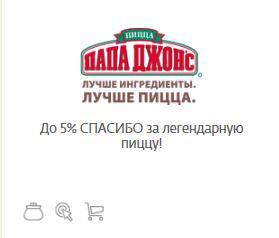 ПИЦЦА
ПАПА ДЖОНС
ЛУЧШЕ ИНГРЕДИЕНТЫ.
ЛУЧШЕ ПИЦЦА.
До 5% СПАСИБО за легендарную
пиццу!